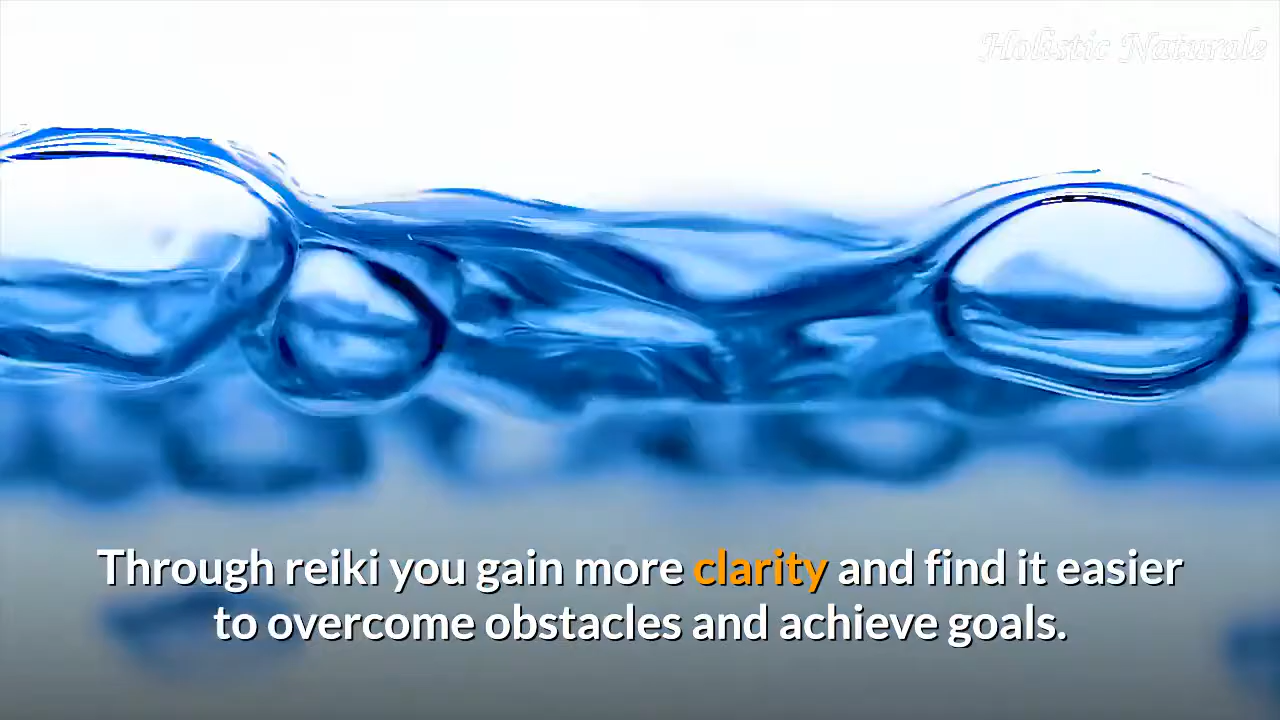 Holistic Naturale
Through reiki you gain more clarity and find it easier
to overcome obstacles and achieve goals.